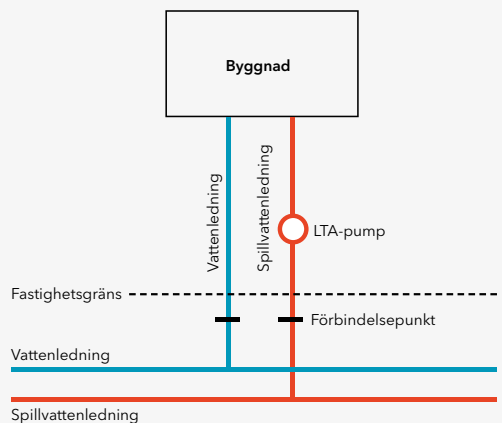 Byggnad
Vattenledning
Spillvattenledning
LTA-pump
Fastighetsgräns
Förbindelsepunkt
Vattenledning
Spillvattenledning